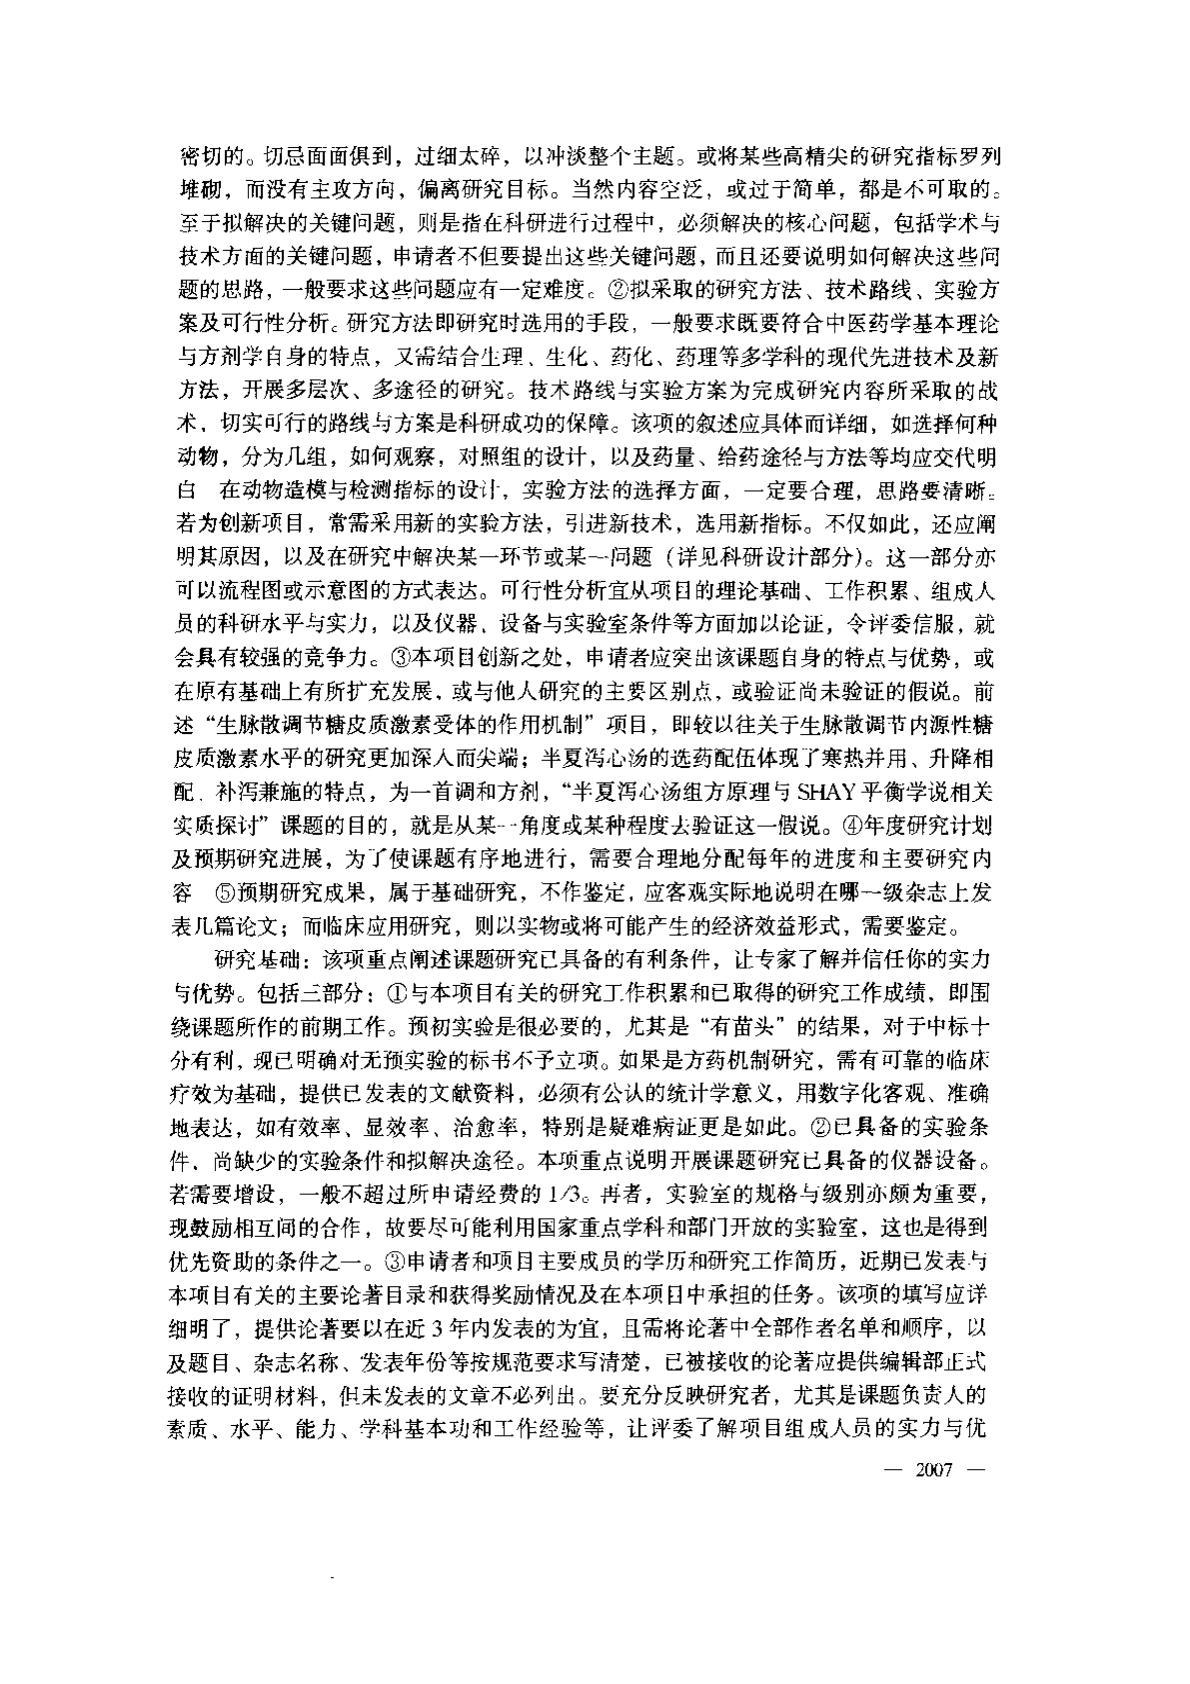 密切的。切忌面面俱到，过细太碎，以冲淡整个主题。或将某些高精尖的研究指标罗列
堆砌，而没有主攻方向，偏离研究目标。当然内容空泛，或过于简单，都是不可取的。
至于拟解决的关键问题，则是指在科研进行过程中，必须解决的核心问题，包括学术与
技术方面的关键问题，申请者不但要提出这些关键问题，而且还要说明如何解决这些问
题的思路，一般要求这些问题应有一定难度。②拟采取的研究方法、技术路线、实验方
案及可行性分析。研究方法即研究时选用的手段，一般要求既要符合中医药学基本理论
与方剂学自身的特点，又需结合生理、生化、药化、药理等多学科的现代先进技术及新
方法，开展多层次、多途径的研究。技术路线与实验方案为完成研究内容所采取的战
术，切实可行的路线与方案是科研成功的保障。该项的叙述应具体而详细，如选择何种
动物，分为几组，如何观察，对照组的设计，以及药量、给药途径与方法等均应交代明
白 在动物造模与检测指标的设计，实验方法的选择方面，一定要合理，思路要清晰。
若为创新项目，常需采用新的实验方法，引进新技术，选用新指标。不仅如此，还应阐
明其原因，以及在研究中解决某一环节或某一问题（详见科研设计部分）。这一部分亦
可以流程图或示意图的方式表达。可行性分析宜从项目的理论基础、工作积累、组成人
员的科研水平与实力，以及仪器、设备与实验室条件等方面加以论证，令评委信服，就
会具有较强的竞争力。③本项目创新之处，申请者应突出该课题自身的特点与优势，或
在原有基础上有所扩充发展，或与他人研究的主要区别点，或验证尚未验证的假说。前
述“生脉散调节糖皮质激素受体的作用机制”项目，即较以往关于生脉散调节内源性糖
皮质激素水平的研究更加深入而尖端；半夏泻心汤的选药配伍体现了寒热并用、升降相
配、补泻兼施的特点，为一首调和方剂，“半夏泻心汤组方原理与 SHAY 平衡学说相关
实质探讨”课题的目的，就是从某一角度或某种程度去验证这一假说。④年度研究计划
及预期研究进展，为了使课题有序地进行，需要合理地分配每年的进度和主要研究内
容 ⑤预期研究成果，属于基础研究，不作鉴定，应客观实际地说明在哪一级杂志上发
表几篇论文；而临床应用研究，则以实物或将可能产生的经济效益形式，需要鉴定。
研究基础：该项重点阐述课题研究已具备的有利条件，让专家了解并信任你的实力
与优势。包括三部分：①与本项目有关的研究工作积累和已取得的研究工作成绩，即围
绕课题所作的前期工作。预初实验是很必要的，尤其是“有苗头”的结果，对于中标十
分有利，现已明确对无预实验的标书不予立项。如果是方药机制研究，需有可靠的临床
疗效为基础，提供已发表的文献资料，必须有公认的统计学意义，用数字化客观、准确
地表达，如有效率、显效率、治愈率，特别是疑难病证更是如此。②已具备的实验条
件，尚缺少的实验条件和拟解决途径。本项重点说明开展课题研究已具备的仪器设备。
若需要增设，一般不超过所申请经费的 1/3。再者，实验室的规格与级别亦颇为重要，
现鼓励相互间的合作，故要尽可能利用国家重点学科和部门开放的实验室，这也是得到
优先资助的条件之一。③申请者和项目主要成员的学历和研究工作简历，近期已发表与
本项目有关的主要论著目录和获得奖励情况及在本项目中承担的任务。该项的填写应详
细明了，提供论著要以在近 3 年内发表的为宜，且需将论著中全部作者名单和顺序，以
及题目、杂志名称、发表年份等按规范要求写清楚，已被接收的论著应提供编辑部正式
接收的证明材料，但未发表的文章不必列出。要充分反映研究者，尤其是课题负责人的
素质、水平、能力、学科基本功和工作经验等，让评委了解项目组成人员的实力与优
— 2007 —